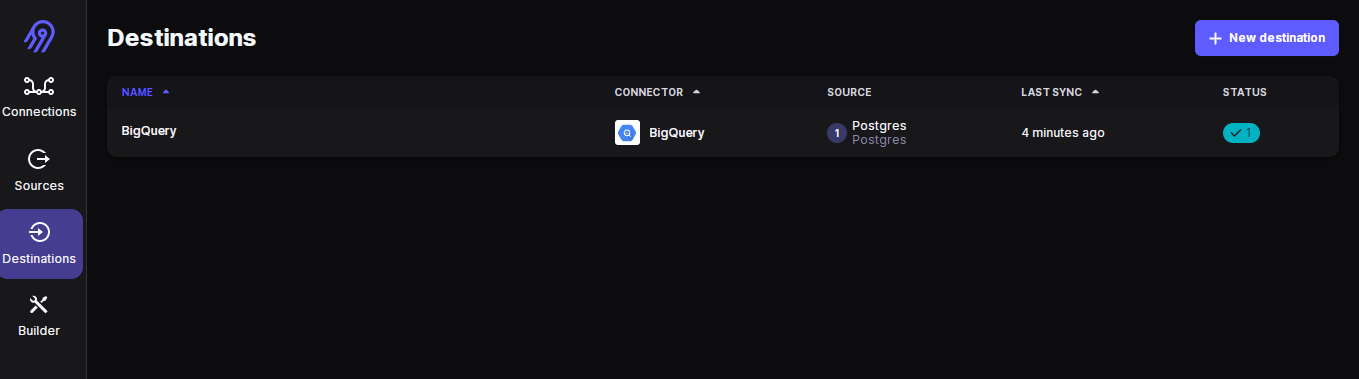 Destinations
New destination
NAME CONNECTOR SOURCE LAST SYNC STATUS
BigQuery BigQuery 1 Postgres 4 minutes ago 1
Postgres
Connections
Sources
Destinations
Builder